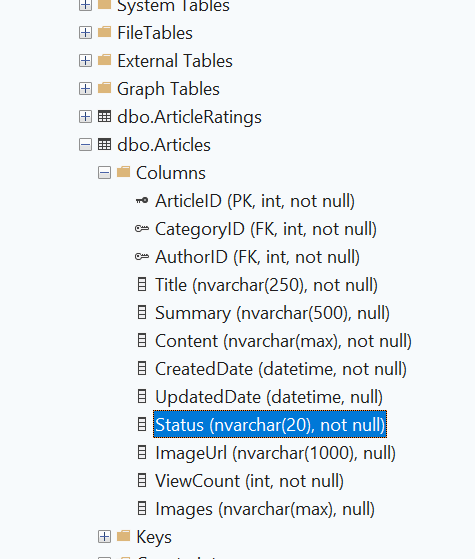 System Tables
FileTables
External Tables
Graph Tables
dbo.ArticleRatings
dbo.Articles
Columns
ArticleID (PK, int, not null)
CategoryID (FK, int, not null)
AuthorID (FK, int, not null)
Title (nvarchar(250), not null)
Summary (nvarchar(500), null)
Content (nvarchar(max), not null)
CreatedDate (datetime, not null)
UpdatedDate (datetime, null)
Status (nvarchar(20), not null)
ImageUrl (nvarchar(1000), null)
ViewCount (int, not null)
Images (nvarchar(max), null)
Keys